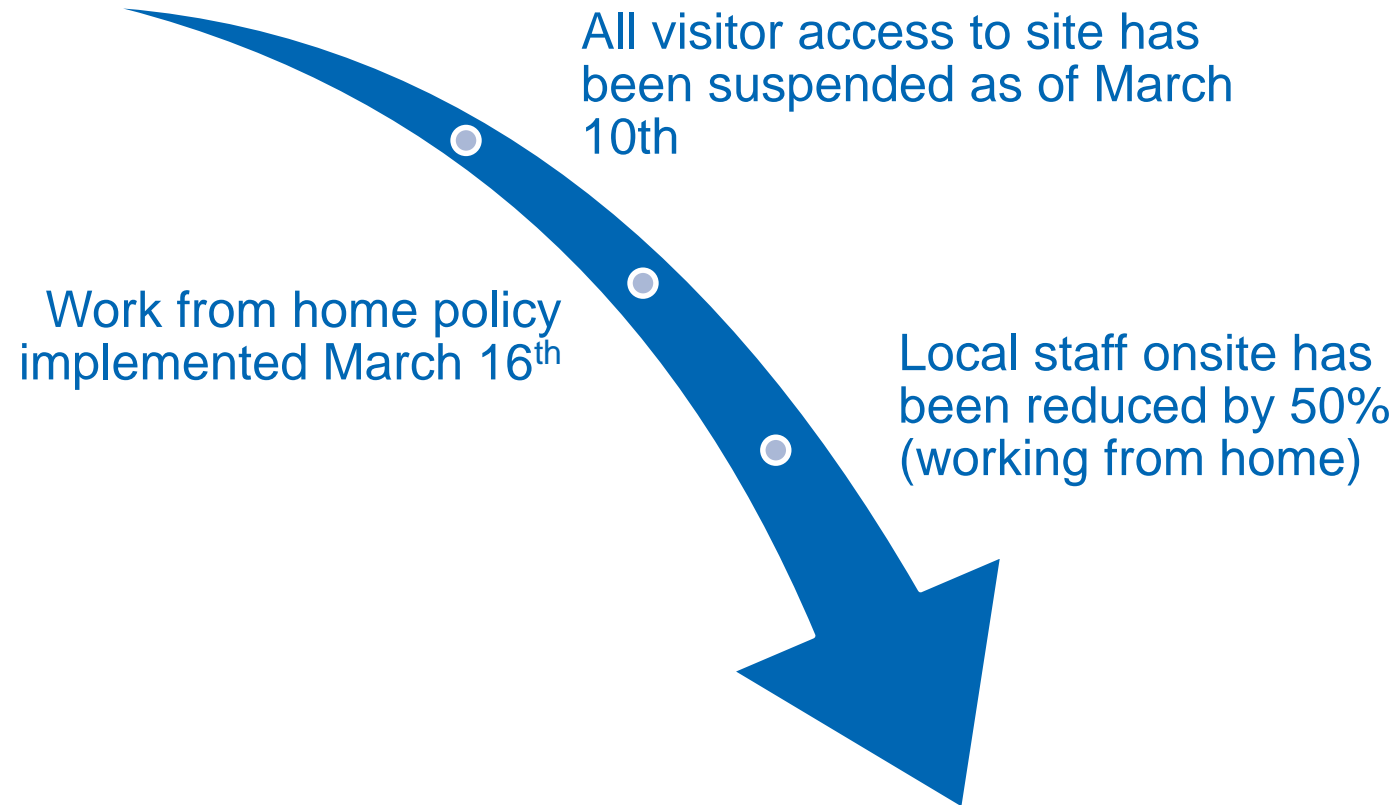 All visitor access to site has
been suspended as of March
10th
Work from home policy
implemented March 16th
Local staff onsite has
been reduced by 50%
(working from home)